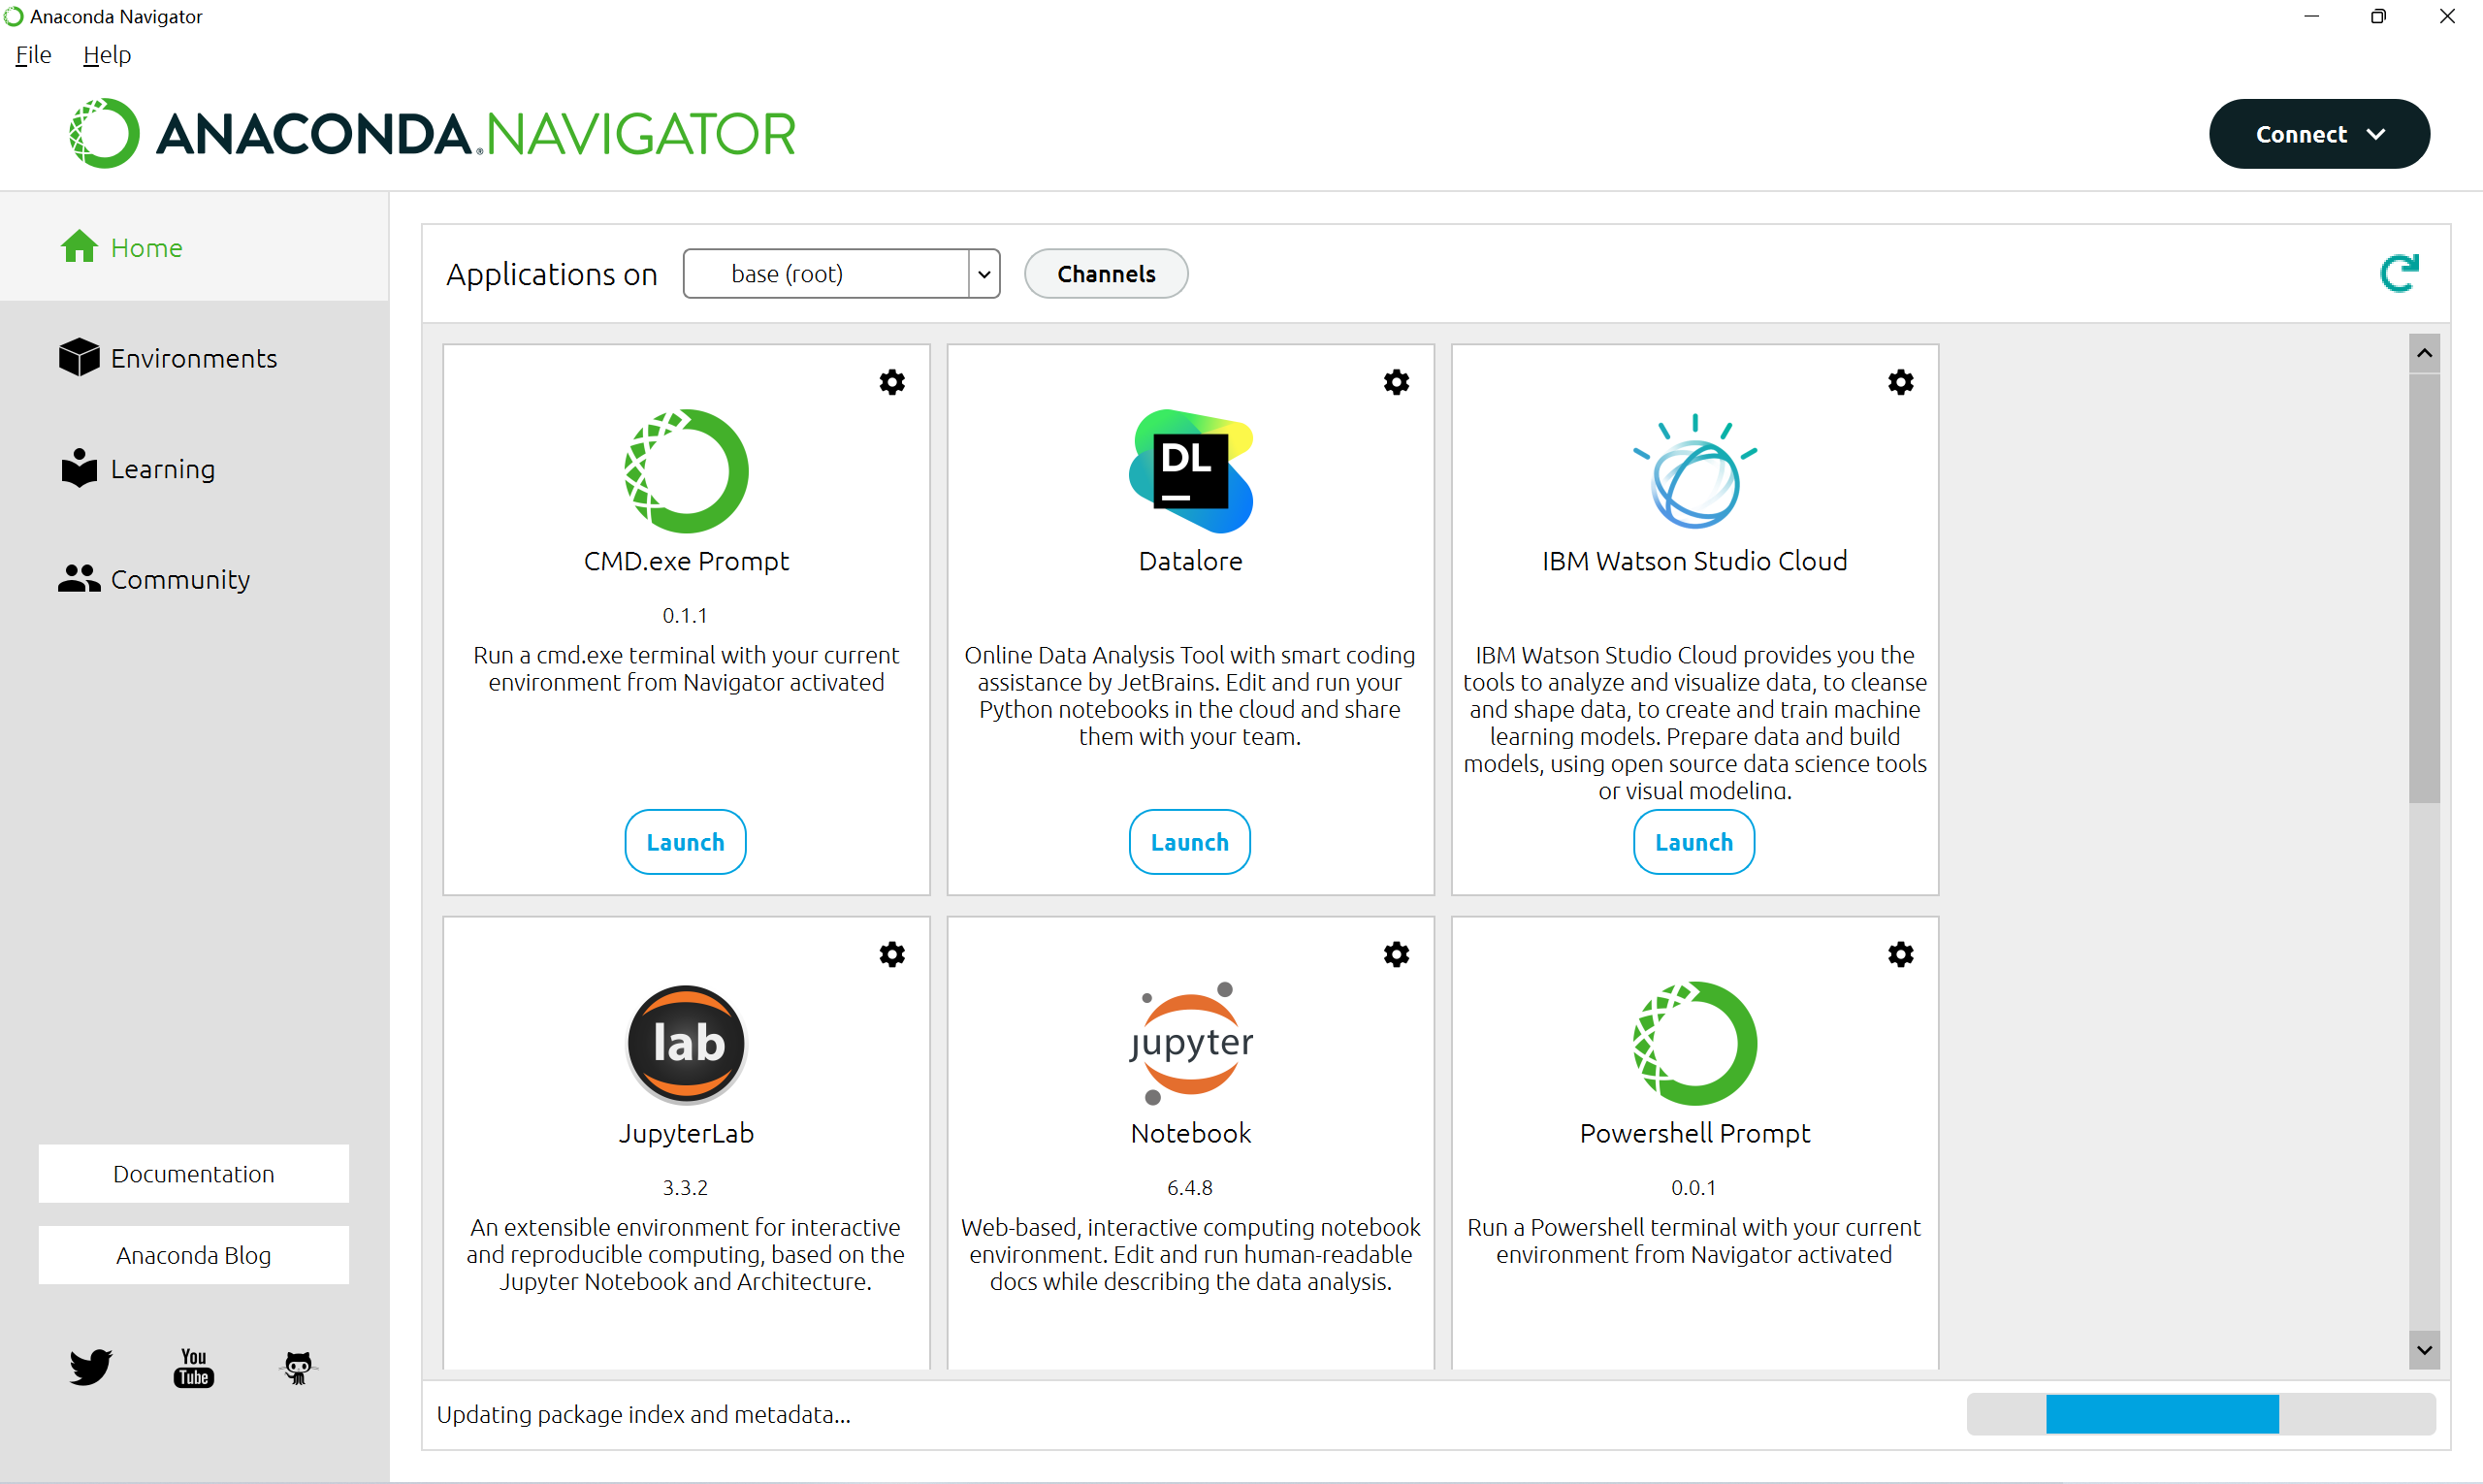 Anaconda Navigator
File Help
ANACONDA.NAVIGATOR
Connect
Home
Environments
Learning
Community
Documentation
Anaconda Blog
You
Tube
Applications on base (root) Channels
CMD.exe Prompt
0.1.1
Run a cmd.exe terminal with your current
environment from Navigator activated
Launch
DL
Datalore
Online Data Analysis Tool with smart coding
assistance by JetBrains. Edit and run your
Python notebooks in the cloud and share
them with your team.
Launch
IBM Watson Studio Cloud
IBM Watson Studio Cloud provides you the
tools to analyze and visualize data, to cleanse
and shape data, to create and train machine
learning models. Prepare data and build
models, using open source data science tools
or visual modeling.
Launch
lab
JupyterLab
3.3.2
An extensible environment for interactive
and reproducible computing, based on the
Jupyter Notebook and Architecture.
jupyter
Notebook
6.4.8
Web-based, interactive computing notebook
environment. Edit and run human-readable
docs while describing the data analysis.
Powershell Prompt
0.0.1
Run a Powershell terminal with your current
environment from Navigator activated
Updating package index and metadata...